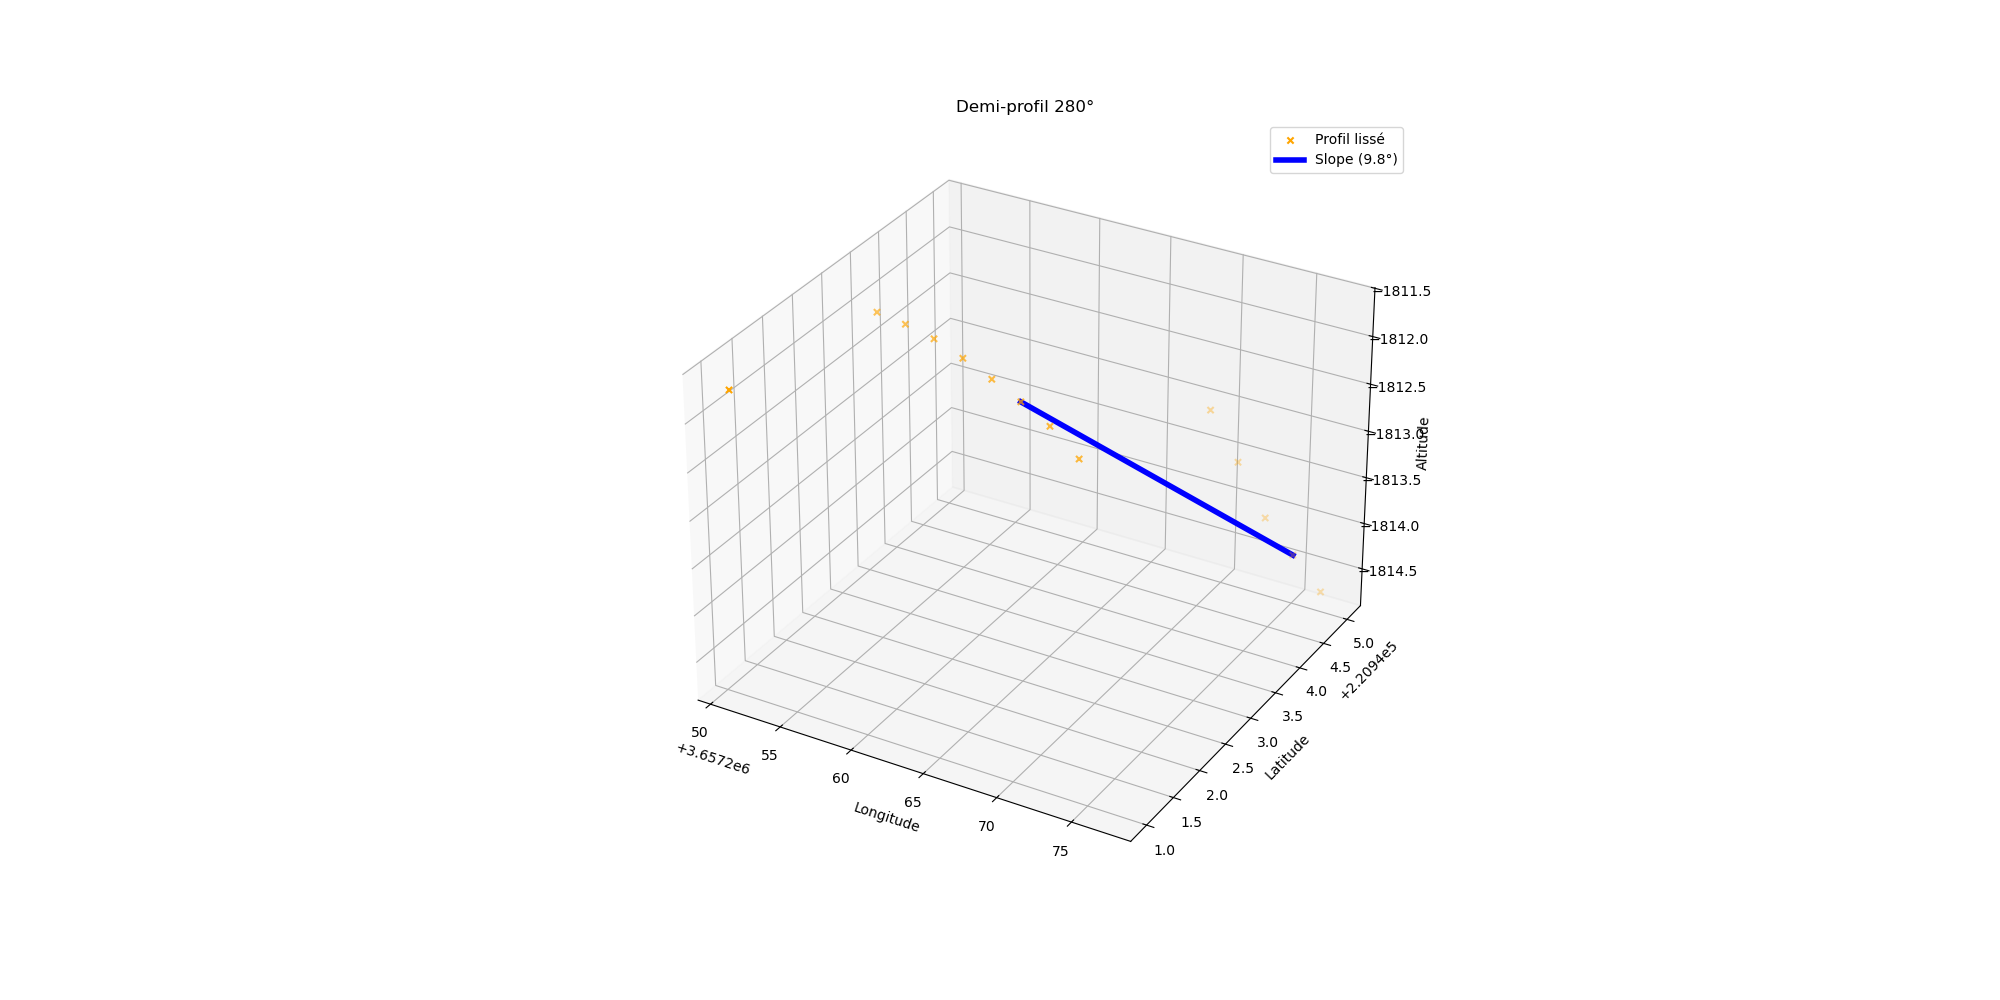 Demi-profil 280°
Profil lissé
Slope (9.8°)
−1811.5
−1812.0
−1812.5
−1813.0
−1813.5
−1814.0
−1814.5
Altitude
5.0
4.5
4.0
3.5
3.0
2.5
2.0
1.5
1.0
+2.2094e5
Latitude
50
55
60
65
70
75
+3.6572e6
Longitude